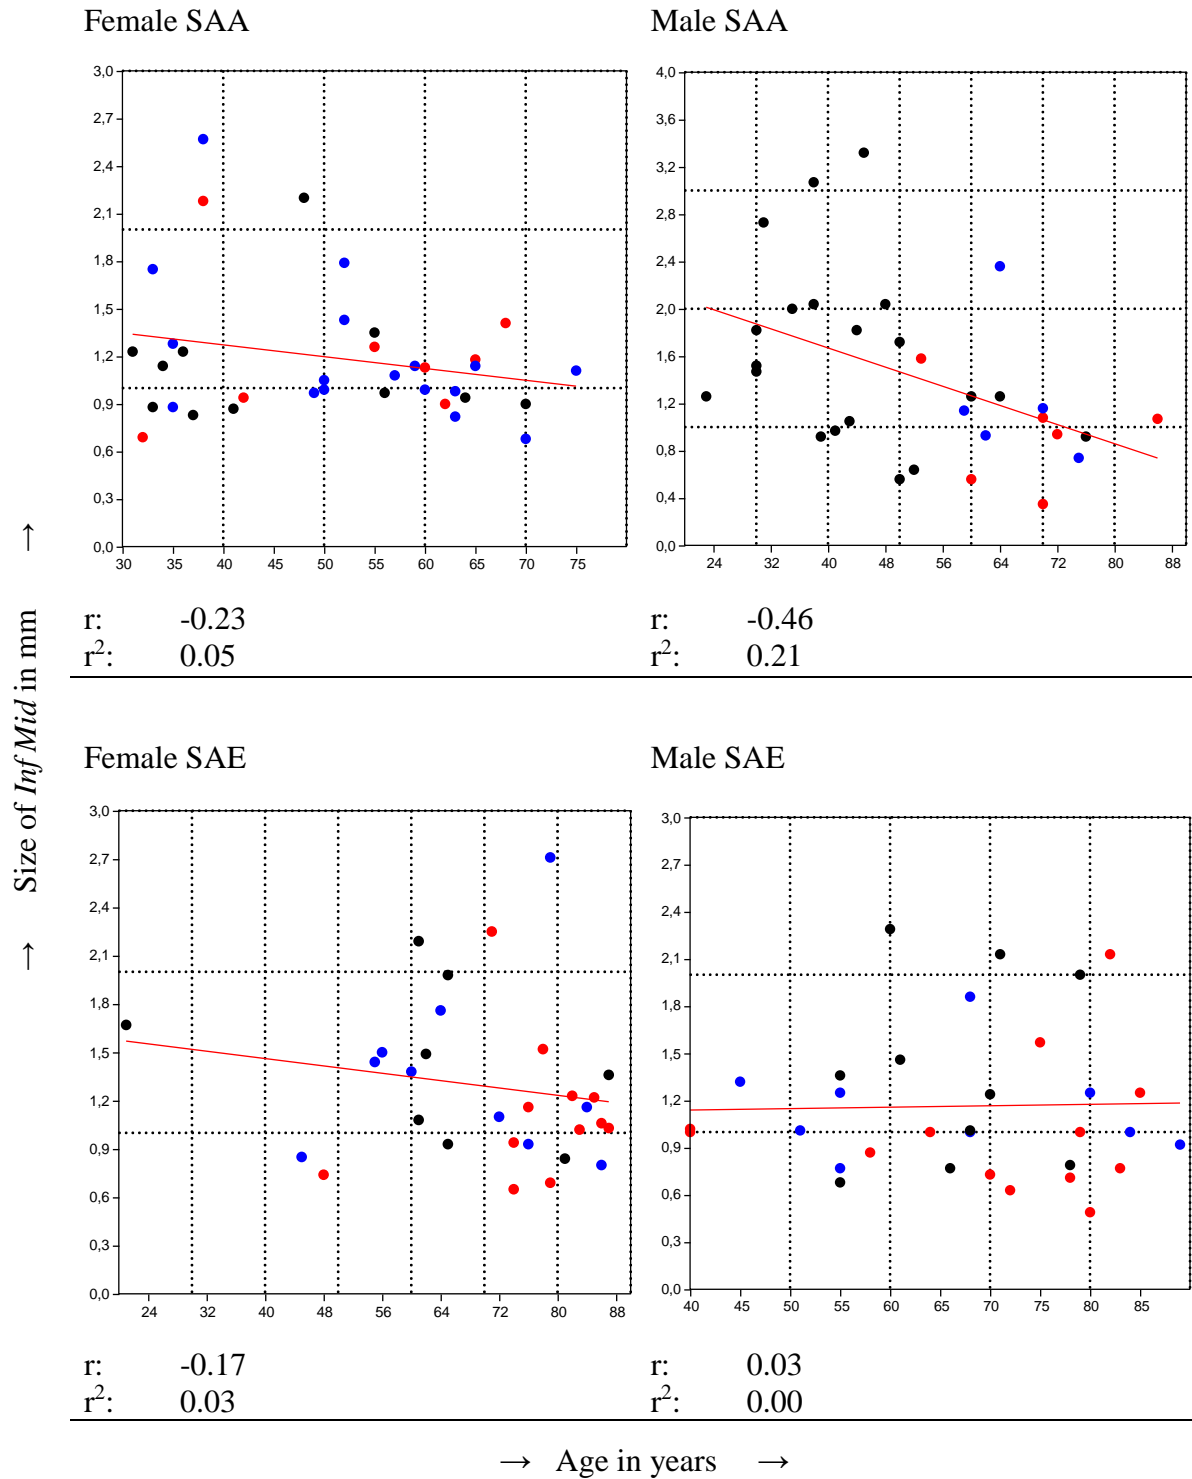 Female SAA
Male SAA
3,0
2,7
2,4
2,1
1,8
1,5
1,2
0,9
0,6
0,3
0,0
30 35 40 45 50 55 60 65 70 75
4,0
3,6
3,2
2,8
2,4
2,0
1,6
1,2
0,8
0,4
0,0
24 32 40 48 56 64 72 80 88
r: -0.23
r²: 0.05
r: -0.46
r²: 0.21
→ Size of Inf Mid in mm →
Female SAE
Male SAE
3,0
2,7
2,4
2,1
1,8
1,5
1,2
0,9
0,6
0,3
0,0
24 32 40 48 56 64 72 80 88
3,0
2,7
2,4
2,1
1,8
1,5
1,2
0,9
0,6
0,3
0,0
40 45 50 55 60 65 70 75 80 85
r: -0.17
r²: 0.03
r: 0.03
r²: 0.00
→ Age in years →